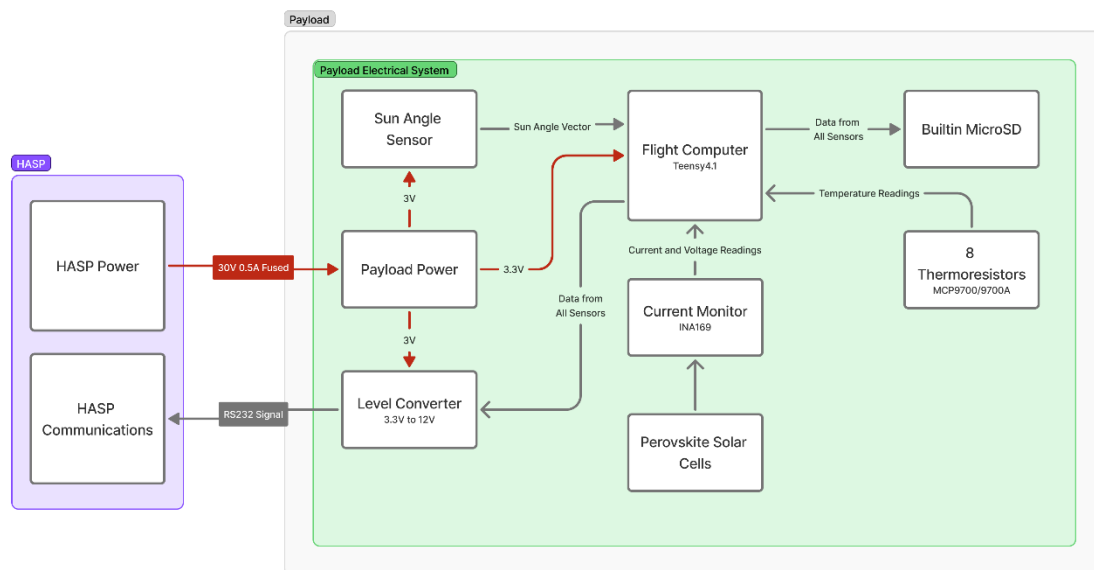 Payload
Payload Electrical System
Sun Angle
Sensor
Sun Angle Vector
Flight Computer
Teensy4.1
Data from
All Sensors
Builtin MicroSD
HASP
3V
Temperature Readings
HASP Power
30V 0.5A Fused
Payload Power
3.3V
Current and Voltage Readings
8
Thermoresistors
MCP9700/9700A
Data from
All Sensors
Current Monitor
INA169
3V
HASP
Communications
RS232 Signal
Level Converter
3.3V to 12V
Perovskite Solar
Cells